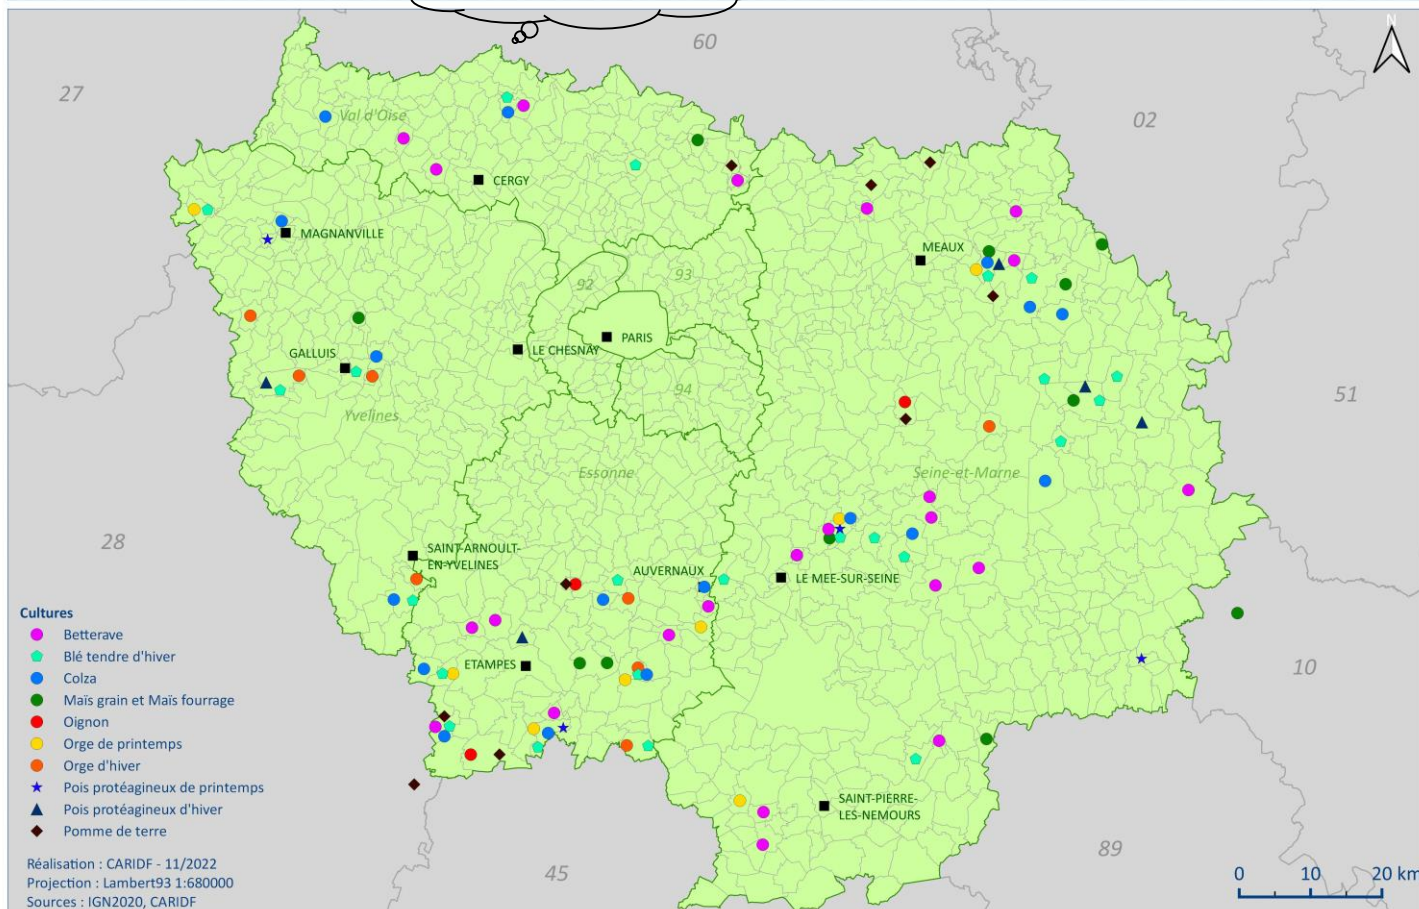 N
60
27
02
Val d'Oise
CERGY
MAGNANVILLE
MEAUX
93
92
PARIS
LE CHESNAY
GALLUIS
94
51
Yvelines
Essonne
Seine-et-Marne
28
SAINT-ARNOULT-
EN-YVELINES
AUVERNAUX
LE MEE-SUR-SEINE
ETAMPES
10
SAINT-PIERRE-
LES-NEMOURS
89
45
Cultures
Betterave
Blé tendre d'hiver
Colza
Maïs grain et Maïs fourrage
Oignon
Orge de printemps
Orge d'hiver
Pois protéagineux de printemps
Pois protéagineux d'hiver
Pomme de terre
Réalisation : CARIDF - 11/2022
Projection : Lambert93 1:680000
Sources : IGN2020, CARIDF
0 10 20 km